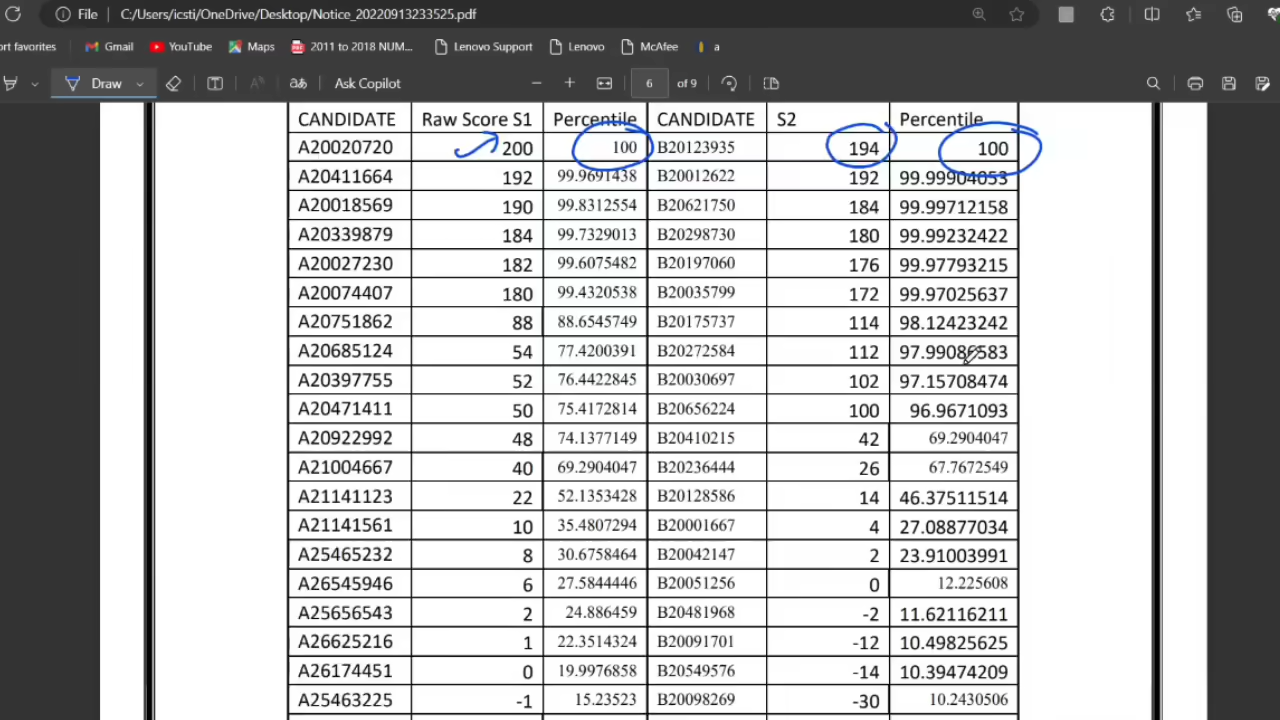 File C:/Users/icsti/OneDrive/Desktop/Notice_20220913233525.pdf
ort favorites Gmail YouTube Maps 2011 to 2018 NUM... Lenovo Support Lenovo McAfee a
Draw aあ Ask Copilot 6 of 9
CANDIDATE Raw Score S1 Percentile CANDIDATE S2 Percentile
A20020720 200 100 B20123935 194 100
A20411664 192 99.9691438 B20012622 192 99.99904053
A20018569 190 99.8312554 B20621750 184 99.99712158
A20339879 184 99.7329013 B20298730 180 99.99232422
A20027230 182 99.6075482 B20197060 176 99.97793215
A20074407 180 99.4320538 B20035799 172 99.97025637
A20751862 88 88.6545749 B20175737 114 98.12423242
A20685124 54 77.4200391 B20272584 112 97.99086583
A20397755 52 76.4422845 B20030697 102 97.15708474
A20471411 50 75.4172814 B20656224 100 96.9671093
A20922992 48 74.1377149 B20410215 42 69.2904047
A21004667 40 69.2904047 B20236444 26 67.7672549
A21141123 22 52.1353428 B20128586 14 46.37511514
A21141561 10 35.4807294 B20001667 4 27.08877034
A25465232 8 30.6758464 B20042147 2 23.91003991
A26545946 6 27.5844446 B20051256 0 12.225608
A25656543 2 24.886459 B20481968 -2 11.62116211
A26625216 1 22.3514324 B20091701 -12 10.49825625
A26174451 0 19.9976858 B20549576 -14 10.39474209
A25463225 -1 15.23523 B20098269 -30 10.2430506